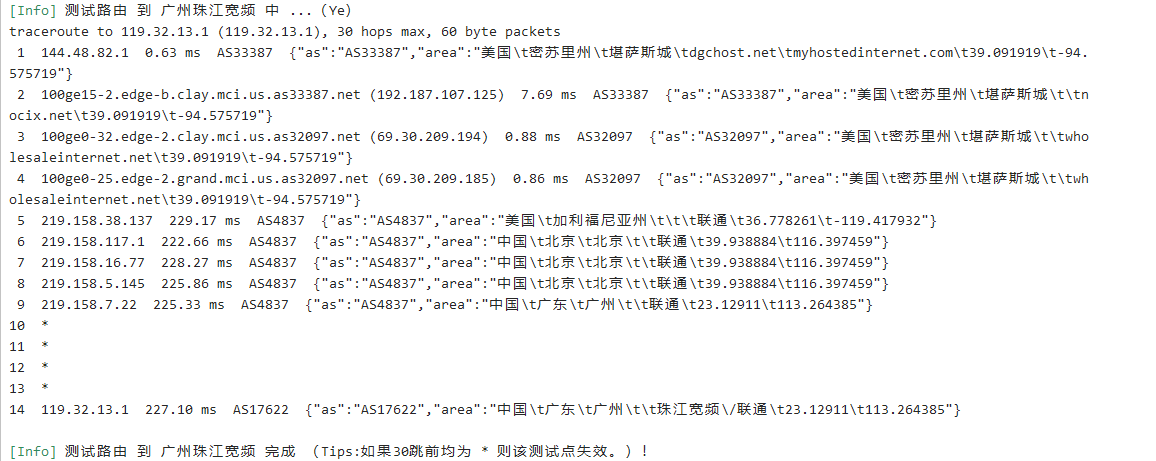 [Info] 测试路由 到 广州珠江宽频 中 ... (Ye)
traceroute to 119.32.13.1 (119.32.13.1), 30 hops max, 60 byte packets
1  144.48.82.1  0.63 ms  AS33387  {"as":"AS33387","area":"美国\t密苏里州\t堪萨斯城\tdgchost.net\tmyhostedinternet.com\t39.091919\t-94.
575719"}
2  100ge15-2.edge-b.clay.mci.us.as33387.net (192.187.107.125)  7.69 ms  AS33387  {"as":"AS33387","area":"美国\t密苏里州\t堪萨斯城\t\tn
ocix.net\t39.091919\t-94.575719"}
3  100ge0-32.edge-2.clay.mci.us.as32097.net (69.30.209.194)  0.88 ms  AS32097  {"as":"AS32097","area":"美国\t密苏里州\t堪萨斯城\t\twho
lesaleinternet.net\t39.091919\t-94.575719"}
4  100ge0-25.edge-2.grand.mci.us.as32097.net (69.30.209.185)  0.86 ms  AS32097  {"as":"AS32097","area":"美国\t密苏里州\t堪萨斯城\t\twh
olesaleinternet.net\t39.091919\t-94.575719"}
5  219.158.38.137  229.17 ms  AS4837  {"as":"AS4837","area":"美国\t加利福尼亚州\t\t\t联通\t36.778261\t-119.417932"}
6  219.158.117.1  222.66 ms  AS4837  {"as":"AS4837","area":"中国\t北京\t北京\t\t联通\t39.938884\t116.397459"}
7  219.158.16.77  228.27 ms  AS4837  {"as":"AS4837","area":"中国\t北京\t北京\t\t联通\t39.938884\t116.397459"}
8  219.158.5.145  225.86 ms  AS4837  {"as":"AS4837","area":"中国\t北京\t北京\t\t联通\t39.938884\t116.397459"}
9  219.158.7.22  225.33 ms  AS4837  {"as":"AS4837","area":"中国\t广东\t广州\t\t联通\t23.12911\t113.264385"}
10  *
11  *
12  *
13  *
14  119.32.13.1  227.10 ms  AS17622  {"as":"AS17622","area":"中国\t广东\t广州\t\t珠江宽频\/联通\t23.12911\t113.264385"}
[Info] 测试路由 到 广州珠江宽频 完成 （Tips:如果30跳前均为 * 则该测试点失效。）！